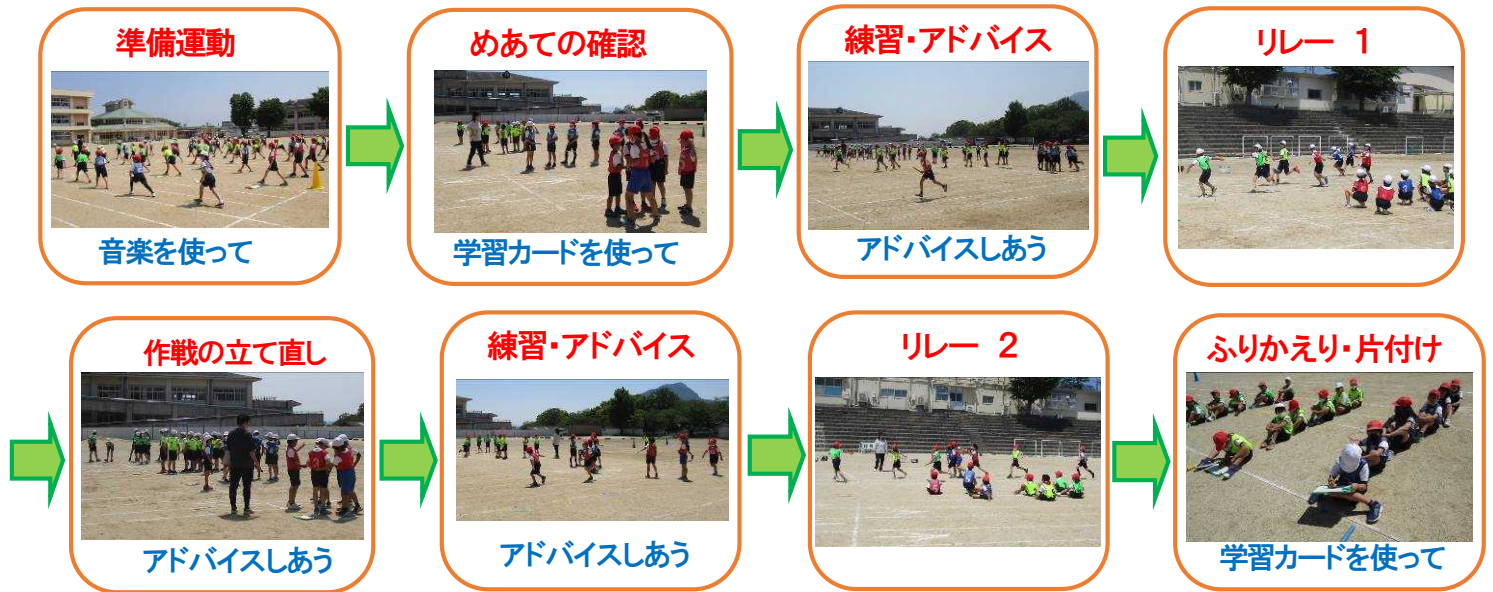 準備運動
音楽を使って
めあての確認
学習カードを使って
練習・アドバイス
アドバイスしあう
リレー 1
作戦の立て直し
アドバイスしあう
練習・アドバイス
アドバイスしあう
リレー 2
ふりかえり・片付け
学習カードを使って